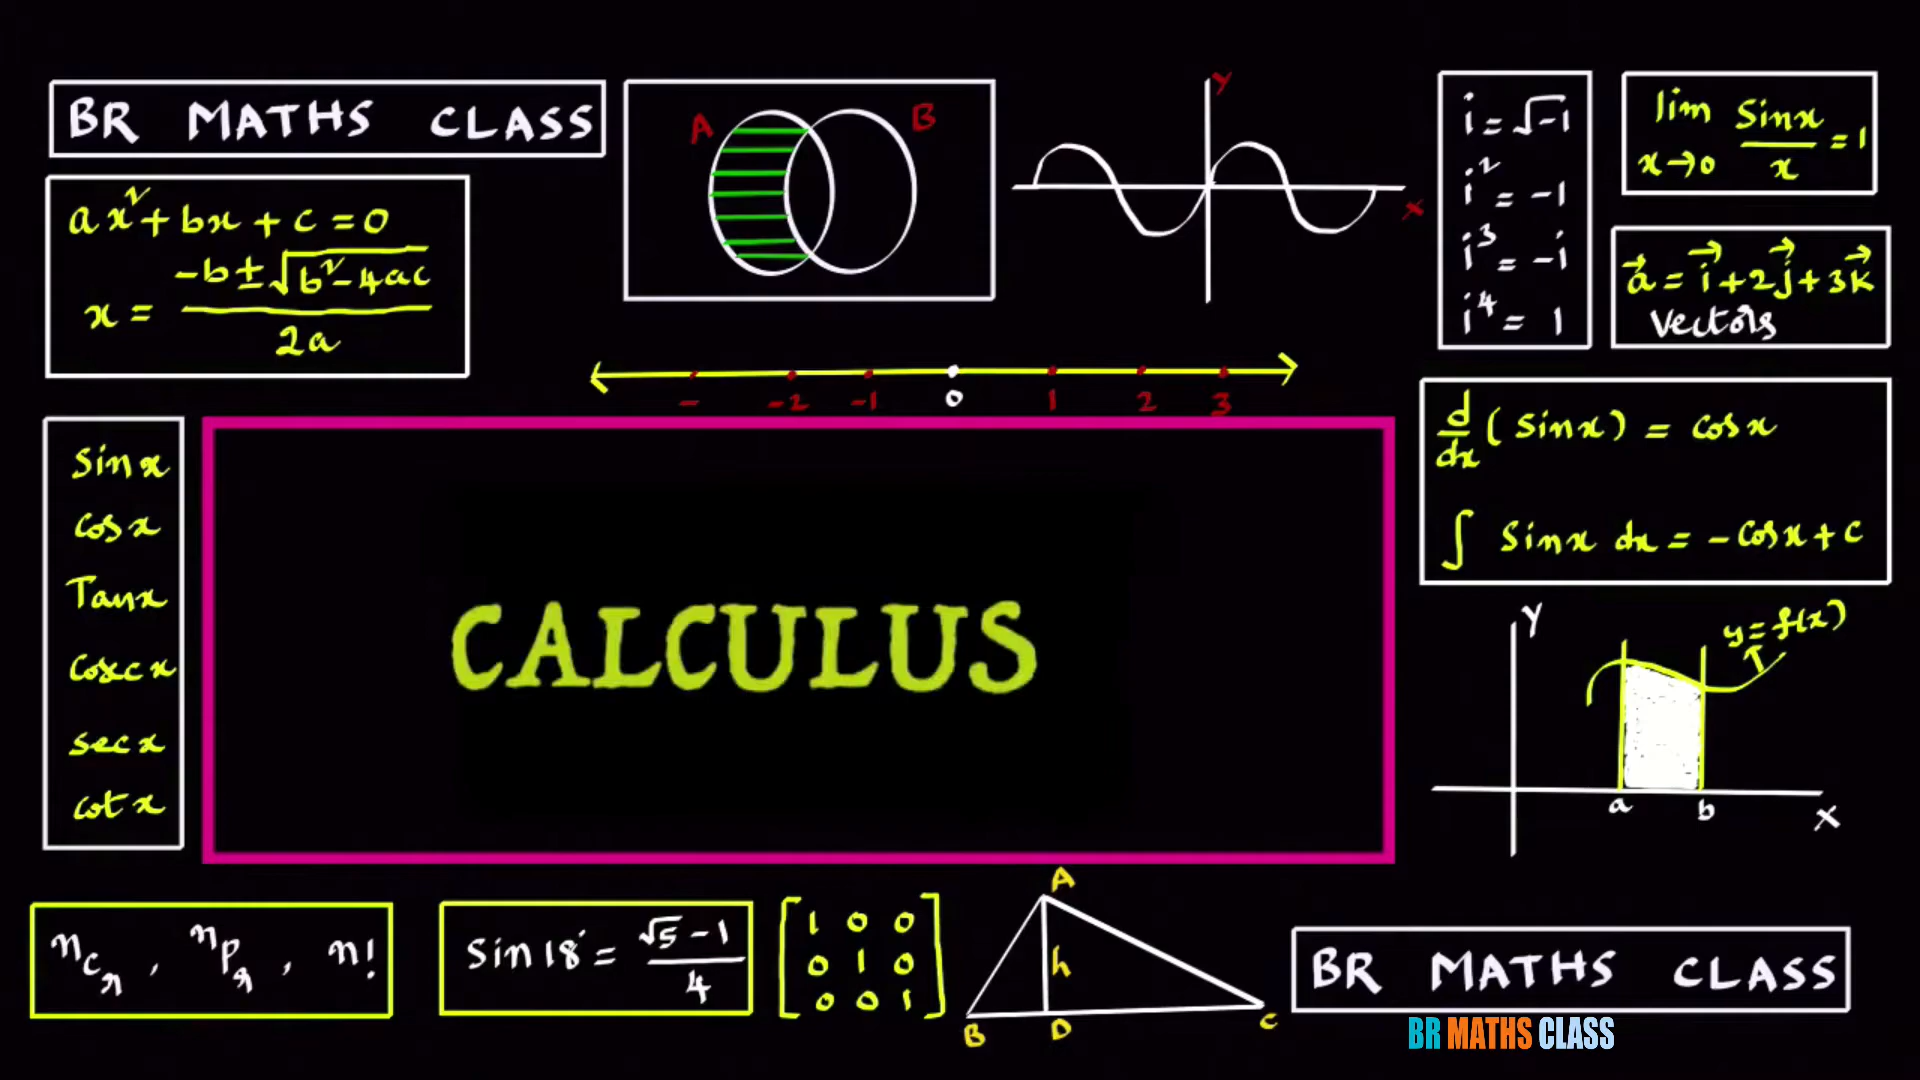 BR MATHS CLASS
ax² + bx + c = 0
x = -b ± √b² - 4ac / 2a
A B
Y
X
i = √-1
i² = -1
i³ = -i
i⁴ = 1
lim x→0 Sinx / x = 1
a⃗ = i⃗ + 2j⃗ + 3k⃗
Vectors
- -2 -1 0 1 2 3
d/dx (Sinx) = Cosx
∫ Sinx dx = -Cosx + C
Sinx
Cosx
Tanx
Cosecx
secx
cotx
CALCULUS
Y
y = f(x)
a b
X
nCr , nPr , n!
Sin18° = √5 - 1 / 4
1 0 0
0 1 0
0 0 1
A
h
B D C
BR MATHS CLASS
BR MATHS CLASS